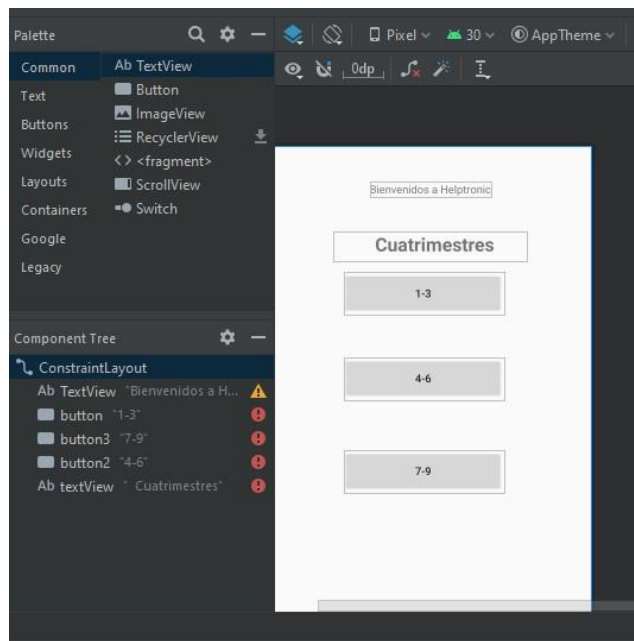 Palette
Pixel
30
AppTheme
Common
Ab TextView
0dp
Text
Button
Buttons
ImageView
RecyclerView
Widgets
<fragment>
Layouts
ScrollView
Containers
Switch
Google
Legacy
Bienvenidos a Helptronic
Cuatrimestres
1-3
4-6
7-9
Component Tree
ConstraintLayout
Ab TextView "Bienvenidos a H...
button "1-3"
button3 "7-9"
button2 "4-6"
Ab textView " Cuatrimestres"